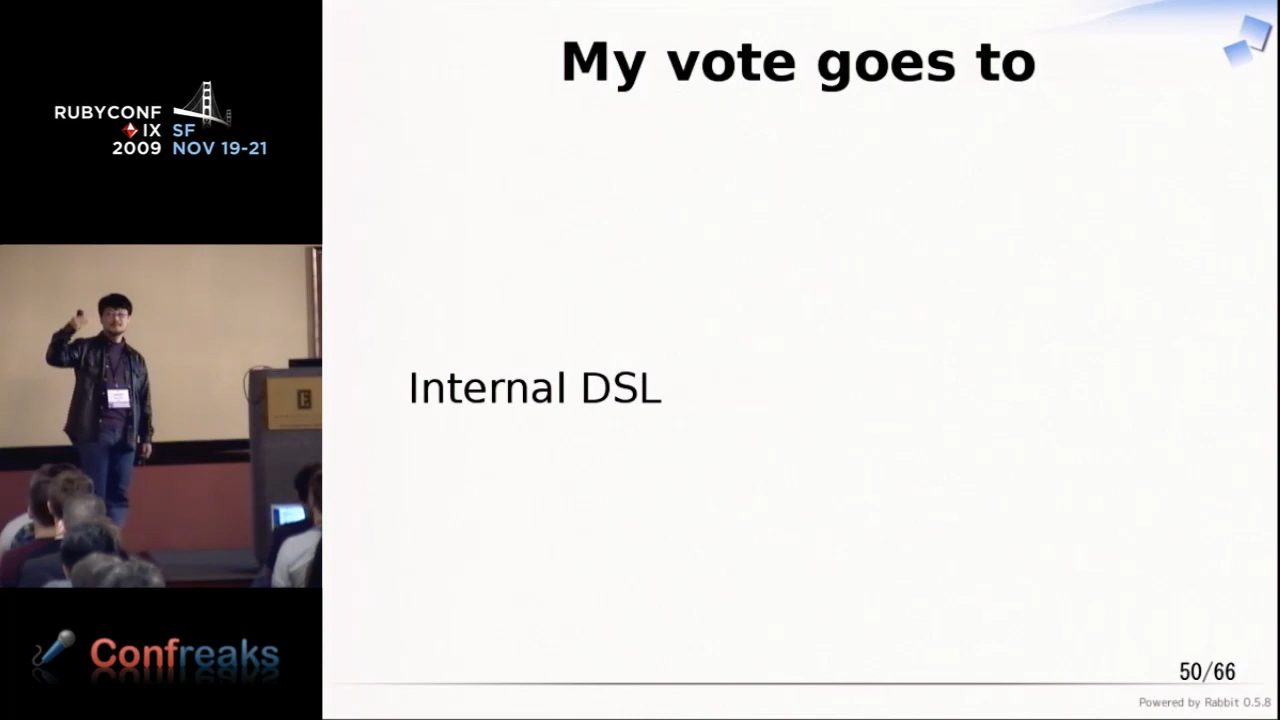 RUBYCONF
IX SF
2009 NOV 19-21
My vote goes to
Internal DSL
50/66
Powered by Rabbit 0.5.8
Confreaks